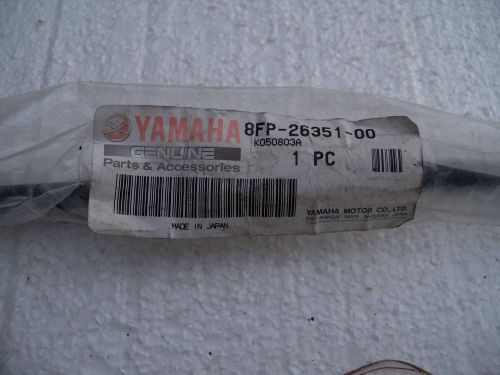 YAMAHA
GENUINE
Parts & Accessories
8FP-26351-00
K050803A
1 PC
MADE IN JAPAN
YAMAHA MOTOR CO., LTD.